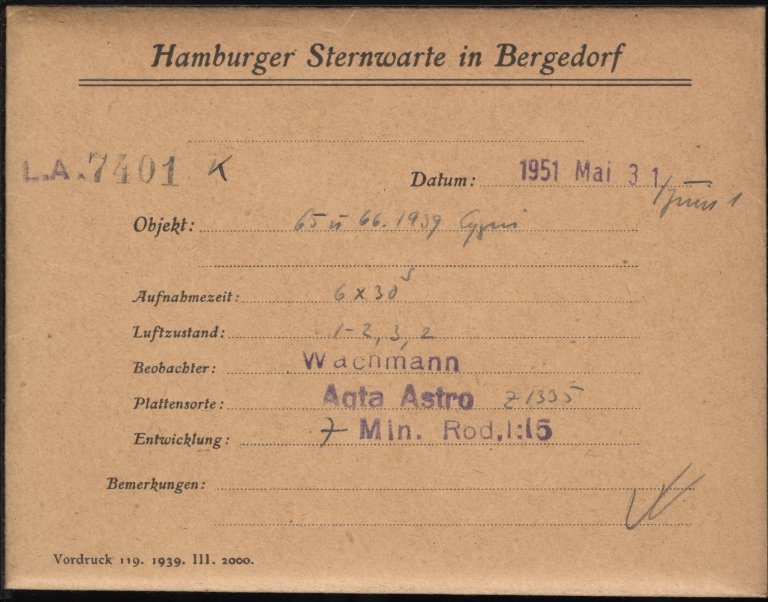 Hamburger Sternwarte in Bergedorf
L.A. 7401 K
Datum: 1951 Mai 31/Juni 1
Objekt: 65 u 66.1939 Cygni
Aufnahmezeit: 6 x 30s
Luftzustand: 1-2, 3, 2
Beobachter: Wachmann
Plattensorte: Agfa Astro Z1335
Entwicklung: 7 Min. Rod.1:15
Bemerkungen:
Vordruck 119. 1939. III. 2000.